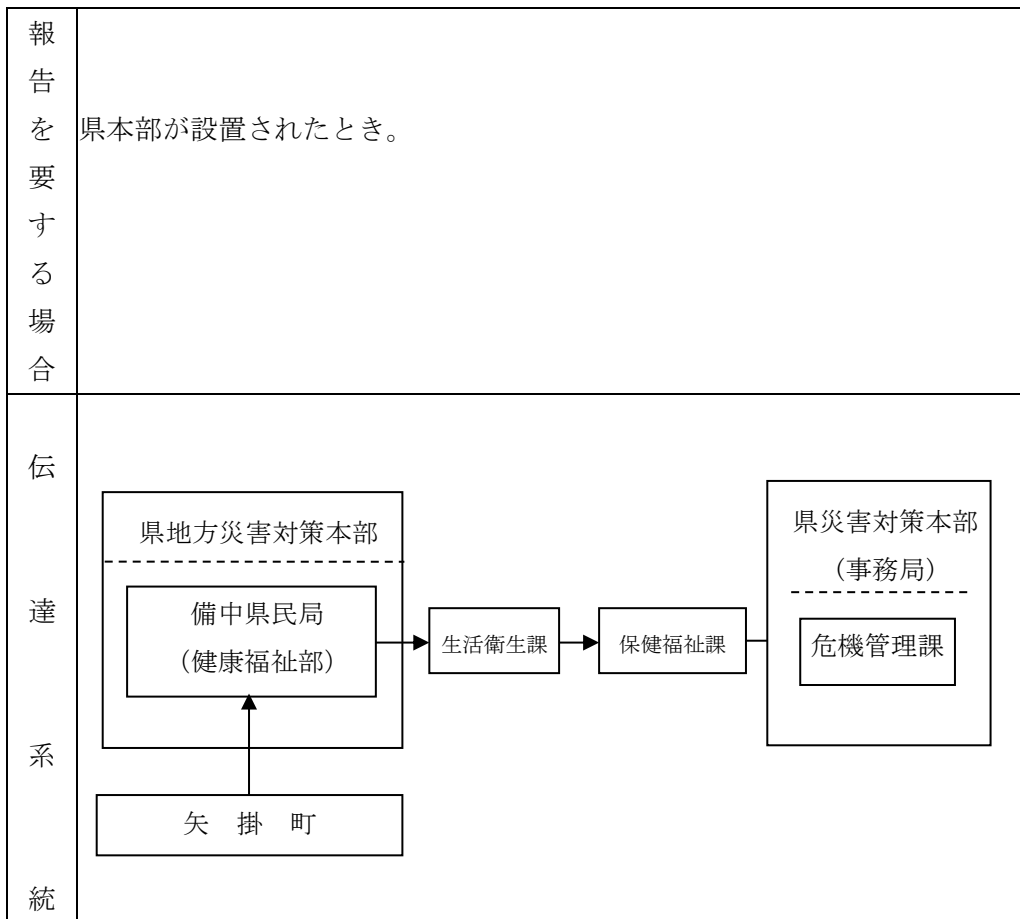 報告を要する場合
県本部が設置されたとき。
伝達系統
県地方災害対策本部
備中県民局
（健康福祉部）
生活衛生課
保健福祉課
県災害対策本部
（事務局）
危機管理課
矢掛町